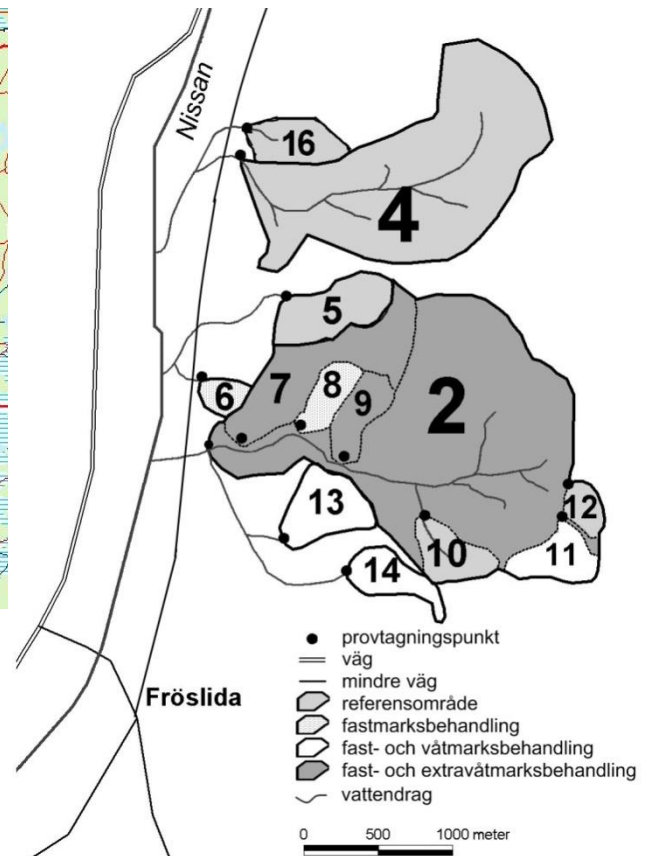 Nissan
16
4
5
6
7
8
9
2
13
12
10
11
14
Fröslida
provtagningspunkt
väg
mindre väg
referensområde
fastmarksbehandling
fast- och våtmarksbehandling
fast- och extravåtmarksbehandling
vattendrag
0 500 1000 meter